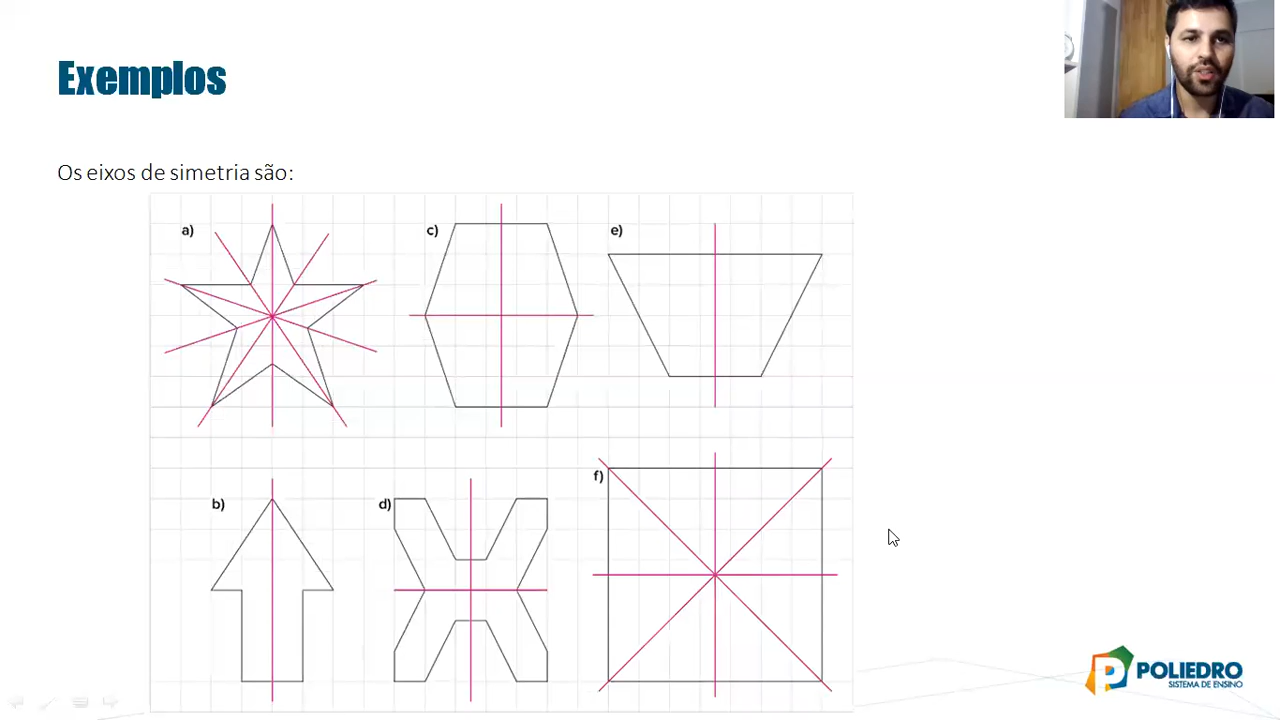 Exemplos
Os eixos de simetria são:
a)
c)
e)
b)
d)
f)
POLIEDRO
SISTEMA DE ENSINO